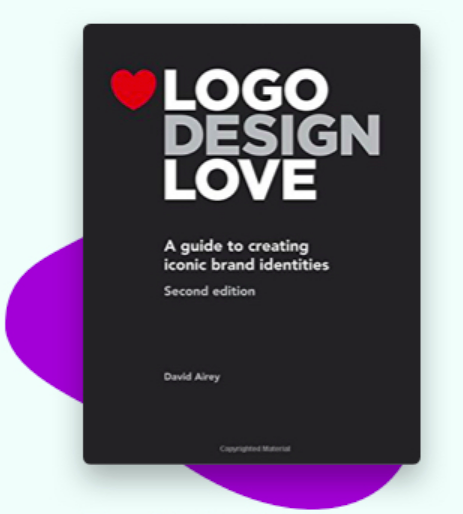 LOGO
DESIGN
LOVE
A guide to creating
iconic brand identities
Second edition
David Airey
Copyrighted Material